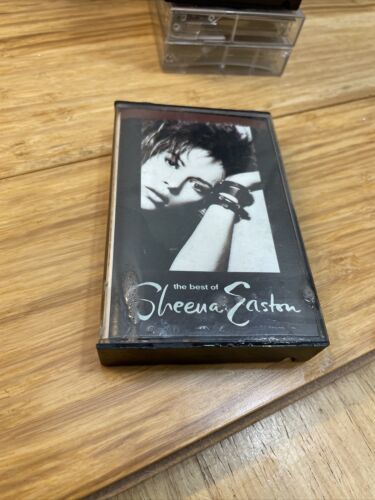 the best of
Sheena Easton